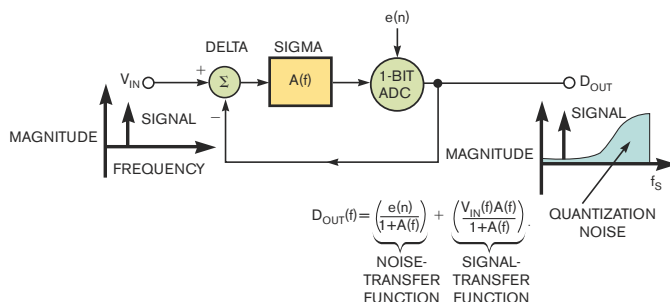 e(n)
DELTA SIGMA
V_IN + Σ A(f) 1-BIT ADC D_OUT
−
MAGNITUDE SIGNAL
FREQUENCY
MAGNITUDE SIGNAL
f_S
QUANTIZATION
NOISE
D_OUT(f) = (e(n)/1+A(f)) + (V_IN(f)A(f)/1+A(f)).
NOISE-
TRANSFER
FUNCTION
SIGNAL-
TRANSFER
FUNCTION